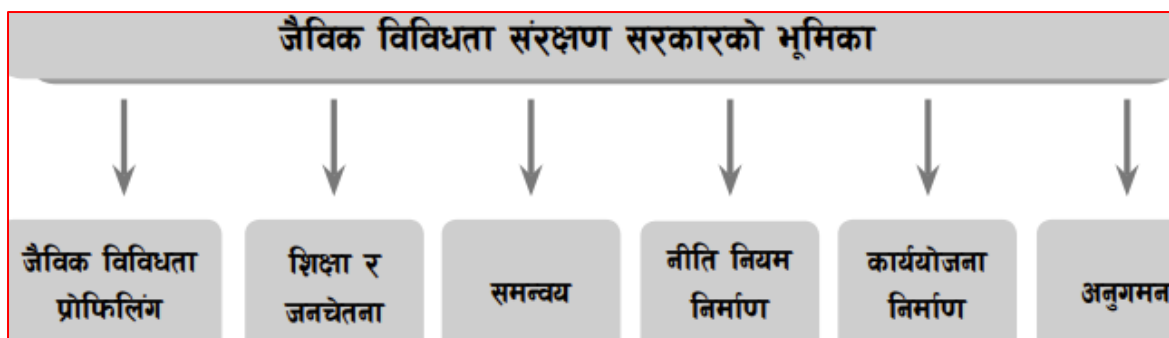 जैविक विविधता संरक्षण सरकारको भूमिका
जैविक विविधता
प्रोफिलिंग
शिक्षा र
जनचेतना
समन्वय
नीति नियम
निर्माण
कार्ययोजना
निर्माण
अनुगमन